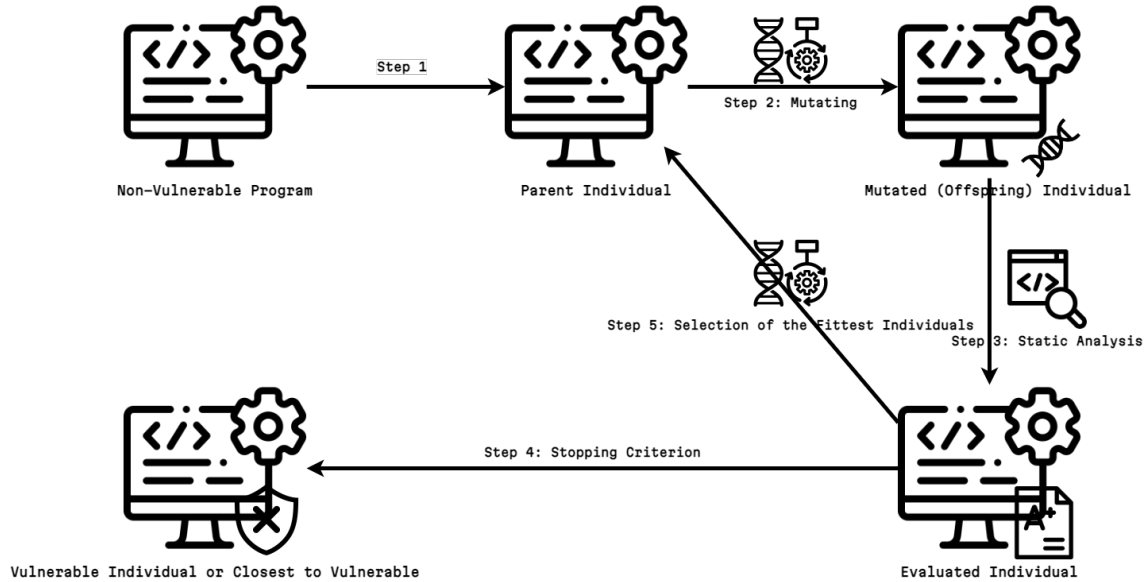 Step 1
Step 2: Mutating
Non-Vulnerable Program
Parent Individual
Mutated (Offspring) Individual
Step 5: Selection of the Fittest Individuals
Step 3: Static Analysis
Step 4: Stopping Criterion
A+
Vulnerable Individual or Closest to Vulnerable
Evaluated Individual